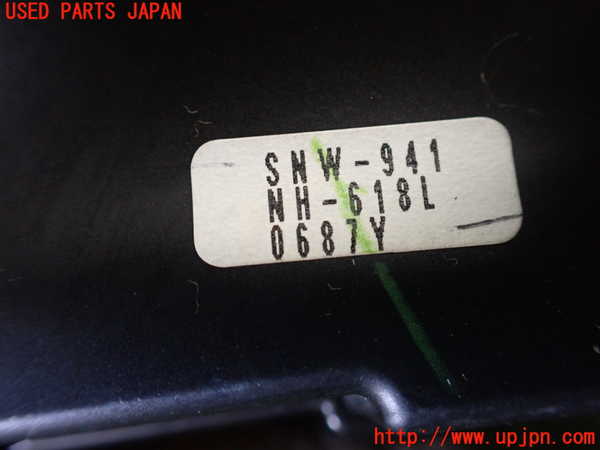 USED PARTS JAPAN
SNW-941
NH-618L
0687Y
http://www.upjpn.com/